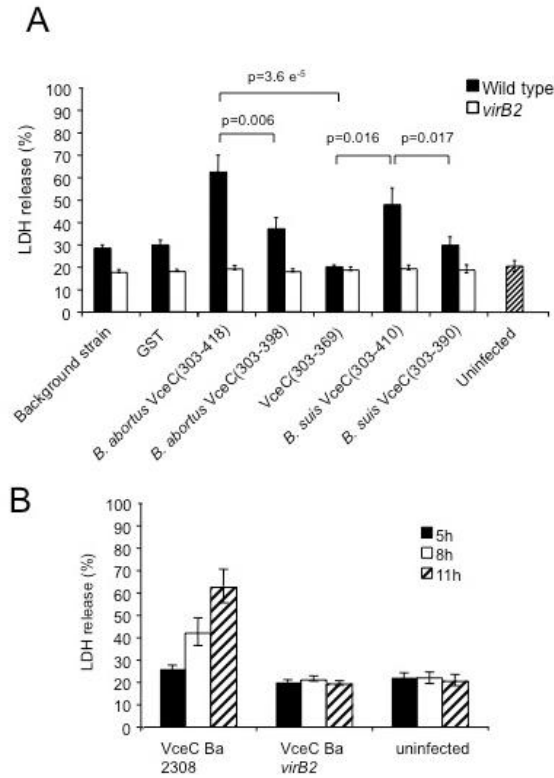 A
p=3.6 e-5
Wild type
virB2
p=0.006
p=0.016
p=0.017
LDH release (%)
100
90
80
70
60
50
40
30
20
10
0
Background strain
GST
B. abortus VceC(303-418)
B. abortus VceC(303-398)
VceC(303-369)
B. suis VceC(303-410)
B. suis VceC(303-390)
Uninfected
B
5h
8h
11h
LDH release (%)
100
90
80
70
60
50
40
30
20
10
0
VceC Ba
2308
VceC Ba
virB2
uninfected